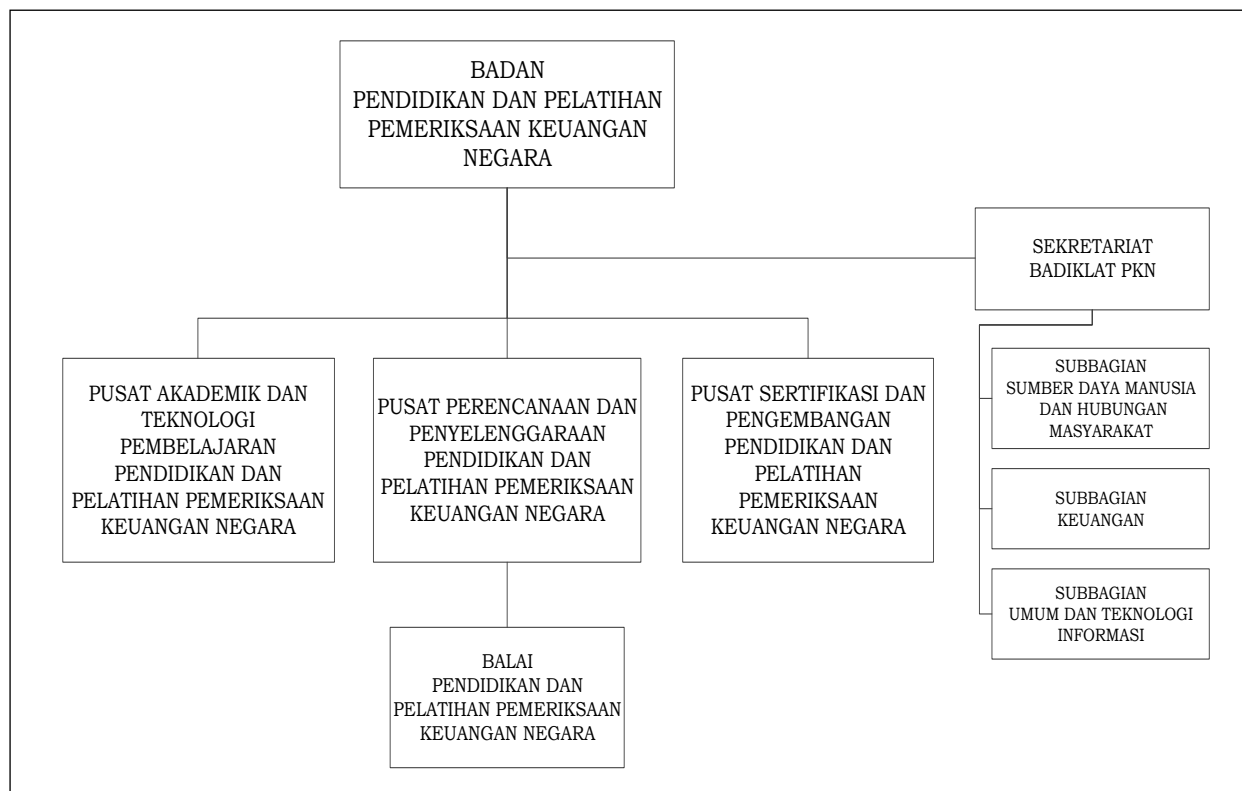 BADAN
PENDIDIKAN DAN PELATIHAN
PEMERIKSAAN KEUANGAN
NEGARA
SEKRETARIAT
BADIKLAT PKN
PUSAT AKADEMIK DAN
TEKNOLOGI
PEMBELAJARAN
PENDIDIKAN DAN
PELATIHAN PEMERIKSAAN
KEUANGAN NEGARA
PUSAT PERENCANAAN DAN
PENYELENGGARAAN
PENDIDIKAN DAN
PELATIHAN PEMERIKSAAN
KEUANGAN NEGARA
PUSAT SERTIFIKASI DAN
PENGEMBANGAN
PENDIDIKAN DAN
PELATIHAN
PEMERIKSAAN
KEUANGAN NEGARA
SUBBAGIAN
SUMBER DAYA MANUSIA
DAN HUBUNGAN
MASYARAKAT
SUBBAGIAN
KEUANGAN
SUBBAGIAN
UMUM DAN TEKNOLOGI
INFORMASI
BALAI
PENDIDIKAN DAN
PELATIHAN PEMERIKSAAN
KEUANGAN NEGARA